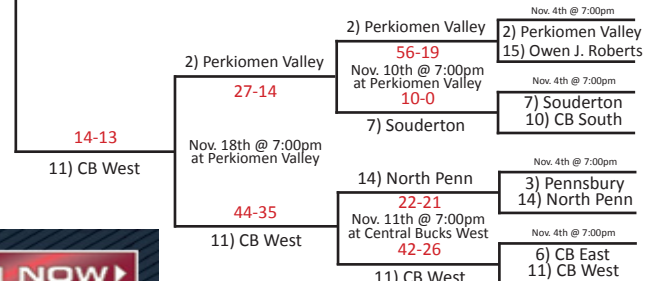 Nov. 4th @ 7:00pm
2) Perkiomen Valley
15) Owen J. Roberts
2) Perkiomen Valley
56-19
Nov. 10th @ 7:00pm
at Perkiomen Valley
10-0
7) Souderton
Nov. 4th @ 7:00pm
7) Souderton
10) CB South
2) Perkiomen Valley
27-14
Nov. 18th @ 7:00pm
at Perkiomen Valley
14-13
11) CB West
44-35
11) CB West
14) North Penn
22-21
Nov. 11th @ 7:00pm
at Central Bucks West
42-26
11) CB West
Nov. 4th @ 7:00pm
3) Pennsbury
14) North Penn
Nov. 4th @ 7:00pm
6) CB East
11) CB West
NOW